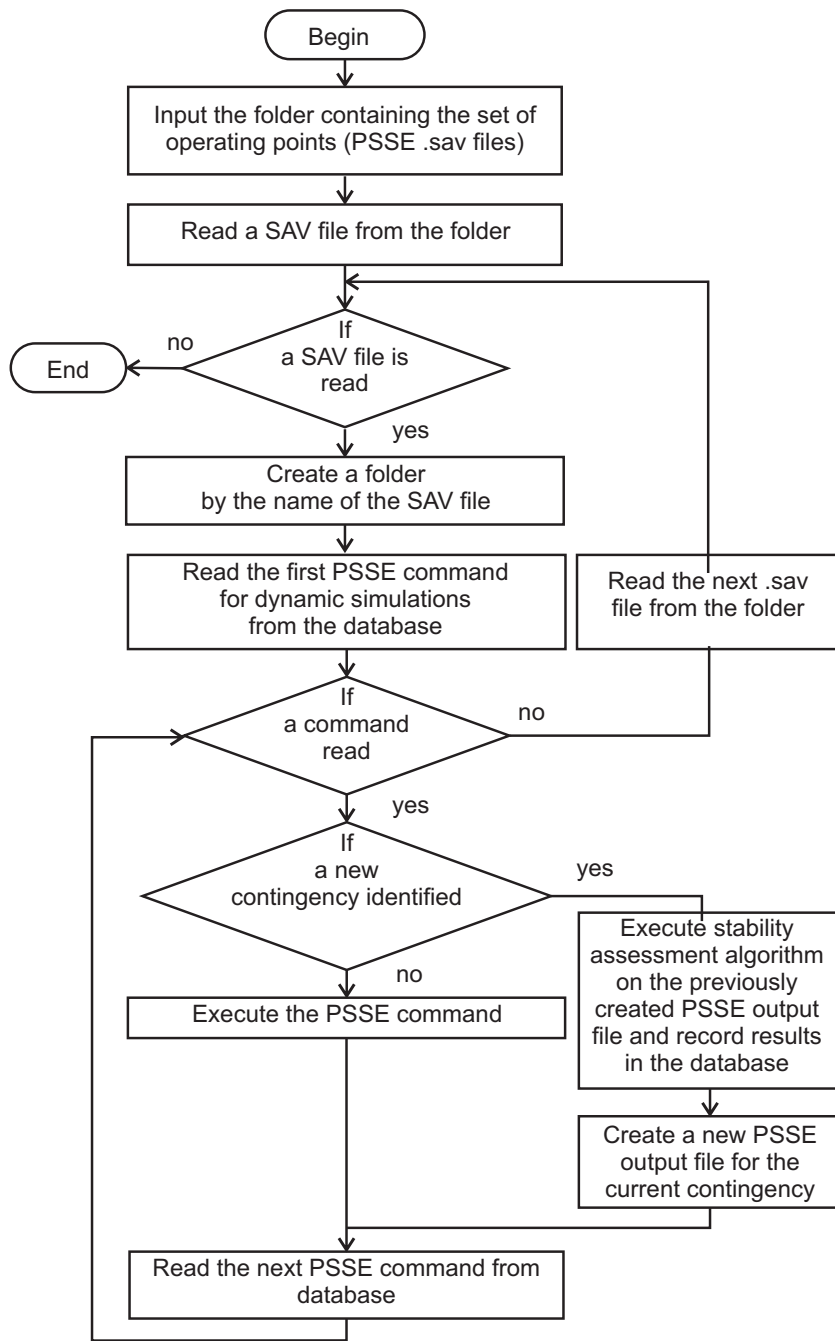 Begin
Input the folder containing the set of
operating points (PSSE .sav files)
Read a SAV file from the folder
If
a SAV file is
read
no
End
yes
Create a folder
by the name of the SAV file
Read the first PSSE command
for dynamic simulations
from the database
Read the next .sav
file from the folder
If
a command
read
no
yes
If
a new
contingency identified
yes
no
Execute stability
assessment algorithm
on the previously
created PSSE output
file and record results
in the database
Execute the PSSE command
Create a new PSSE
output file for the
current contingency
Read the next PSSE command from
database